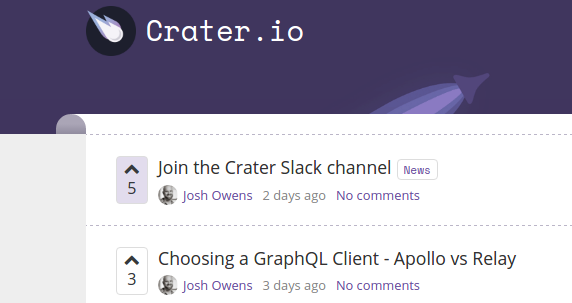 Crater.io
Join the Crater Slack channel News
5
Josh Owens 2 days ago No comments
Choosing a GraphQL Client - Apollo vs Relay
3
Josh Owens 3 days ago No comments